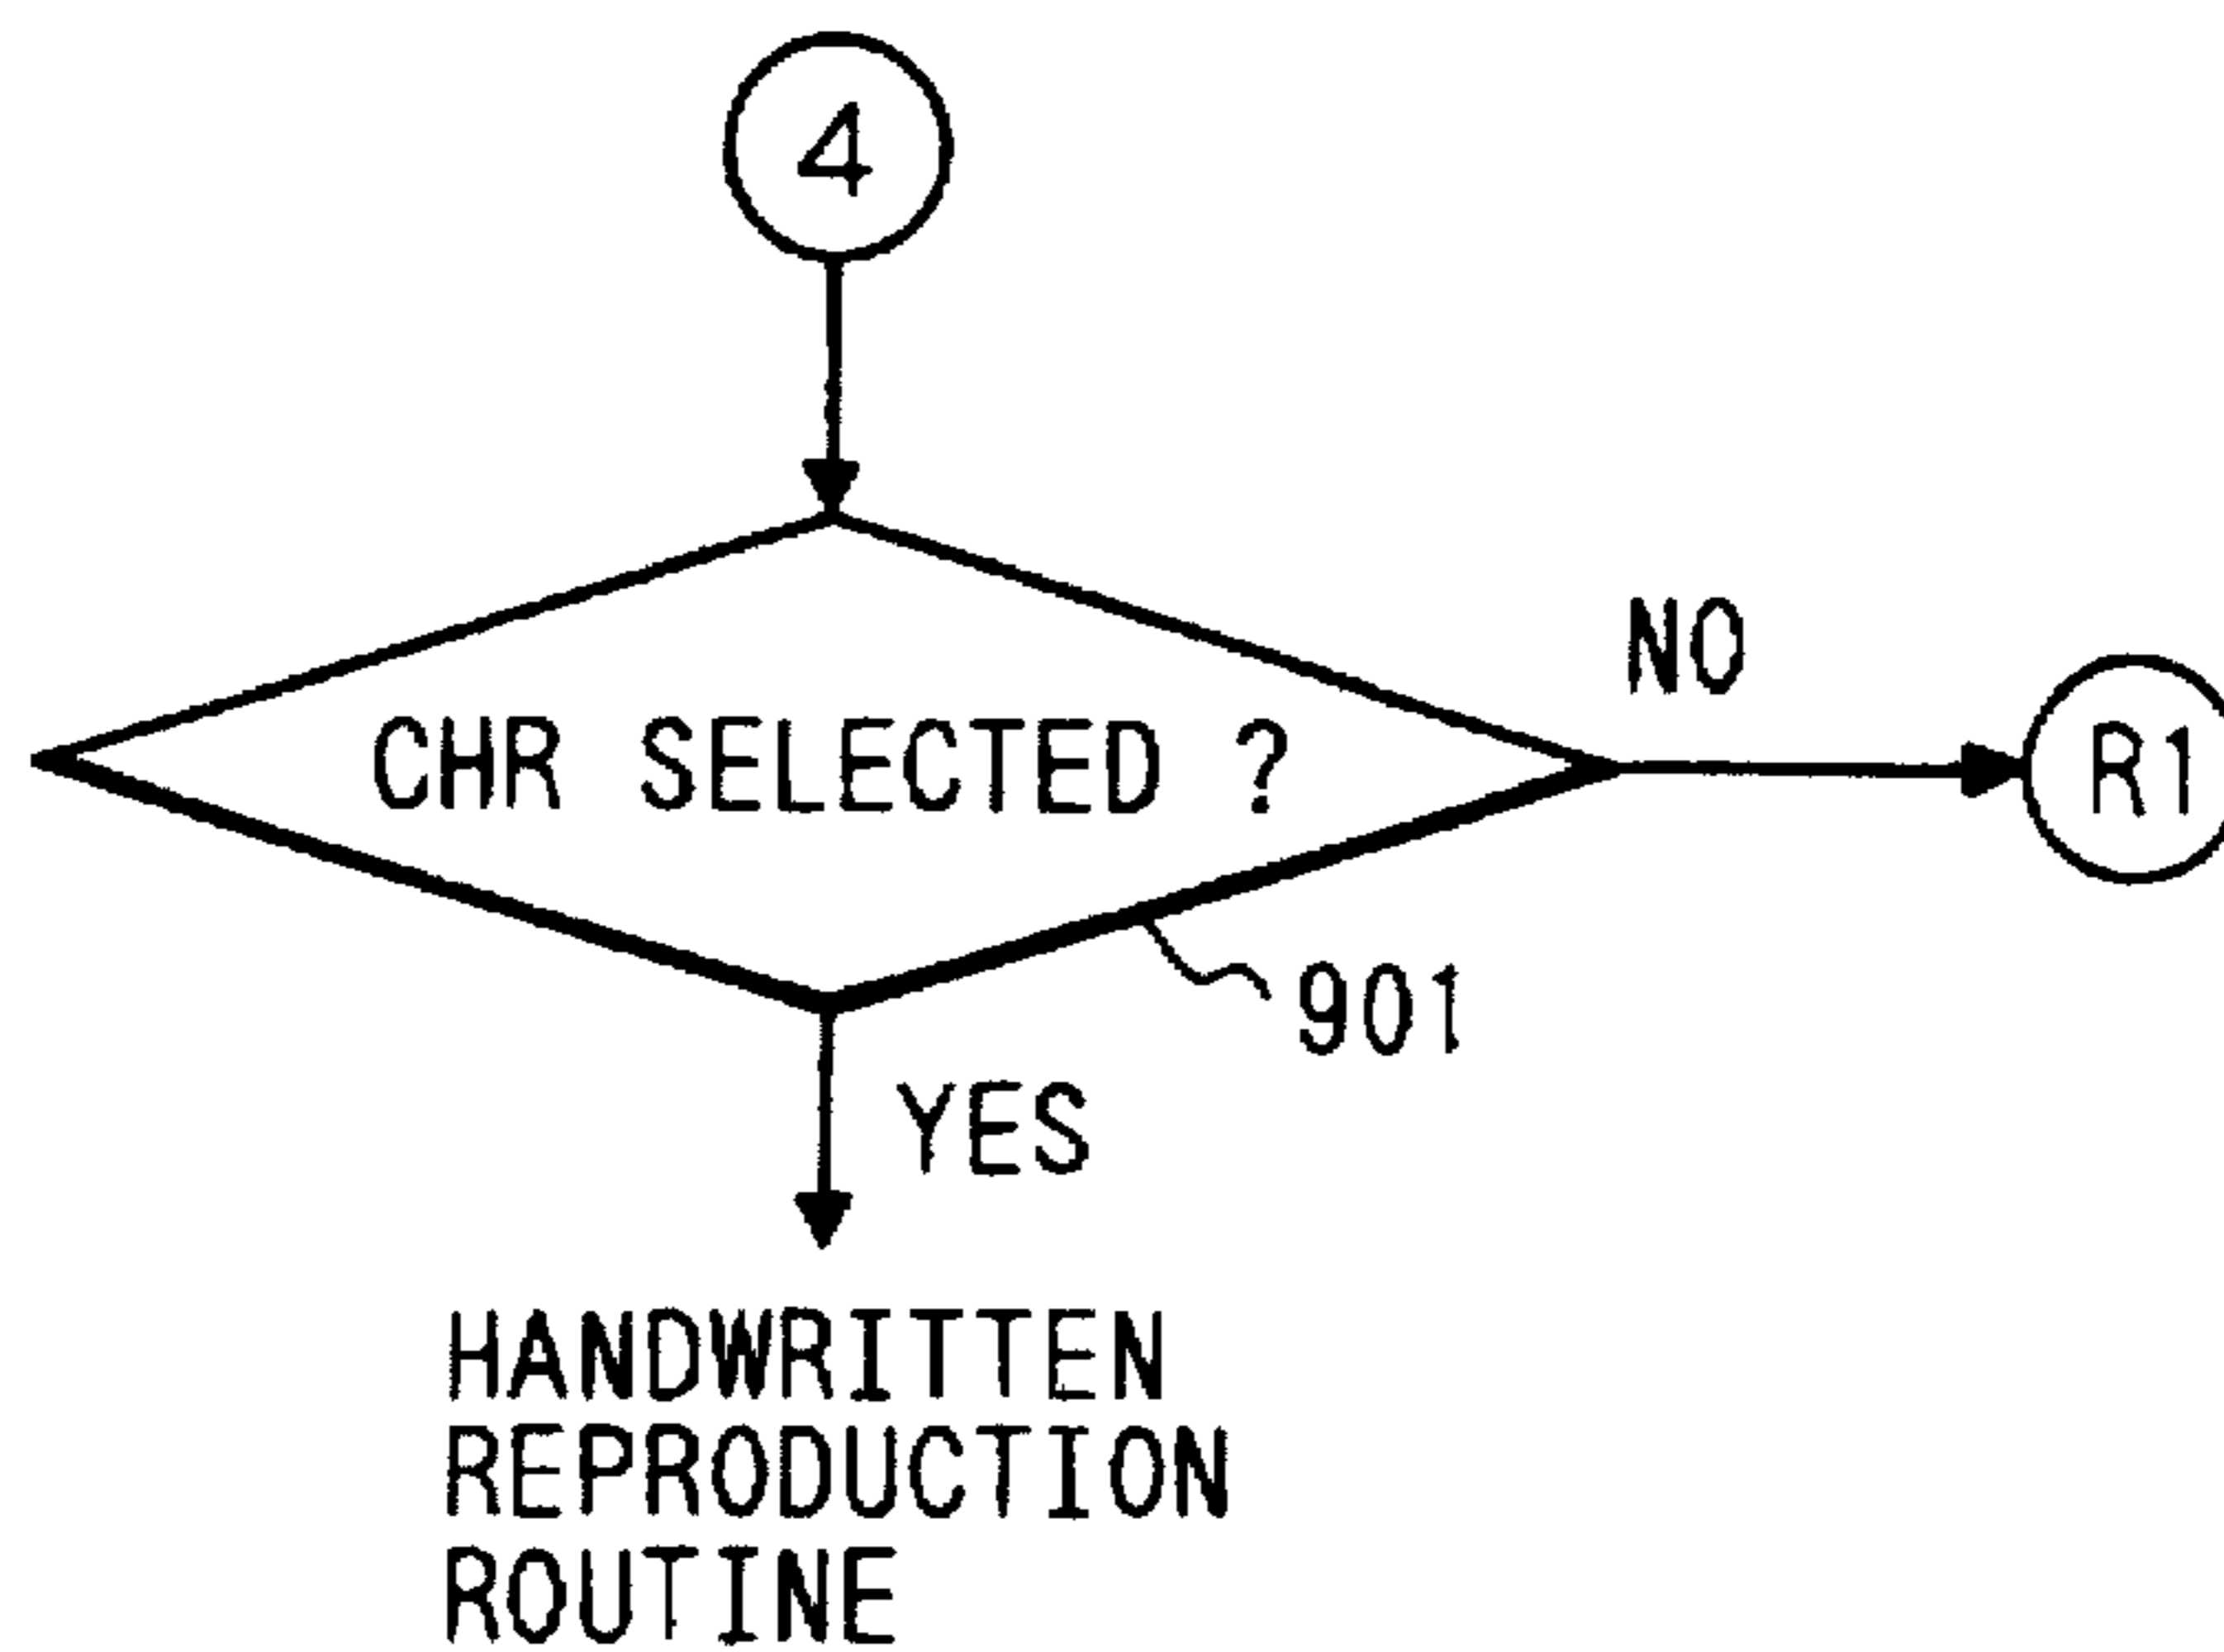 4
NO
CHR SELECTED ?
R1
901
YES
HANDWRITTEN
REPRODUCTION
ROUTINE